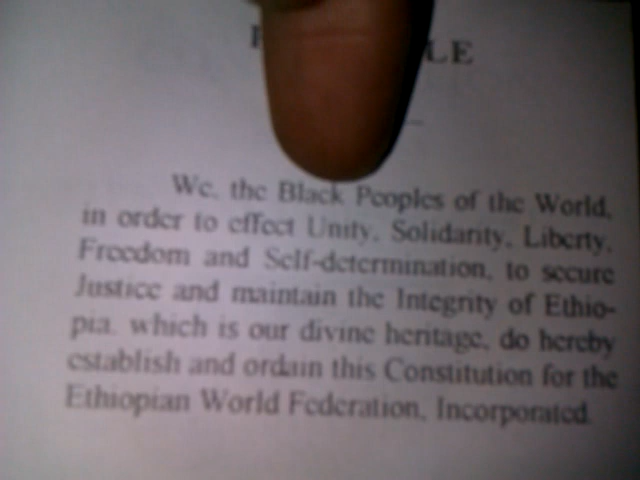 We, the Black Peoples of the World,
in order to effect Unity, Solidarity, Liberty,
Freedom and Self-determination, to secure
Justice and maintain the Integrity of Ethio-
pia, which is our divine heritage, do hereby
establish and ordain this Constitution for the
Ethiopian World Federation, Incorporated.